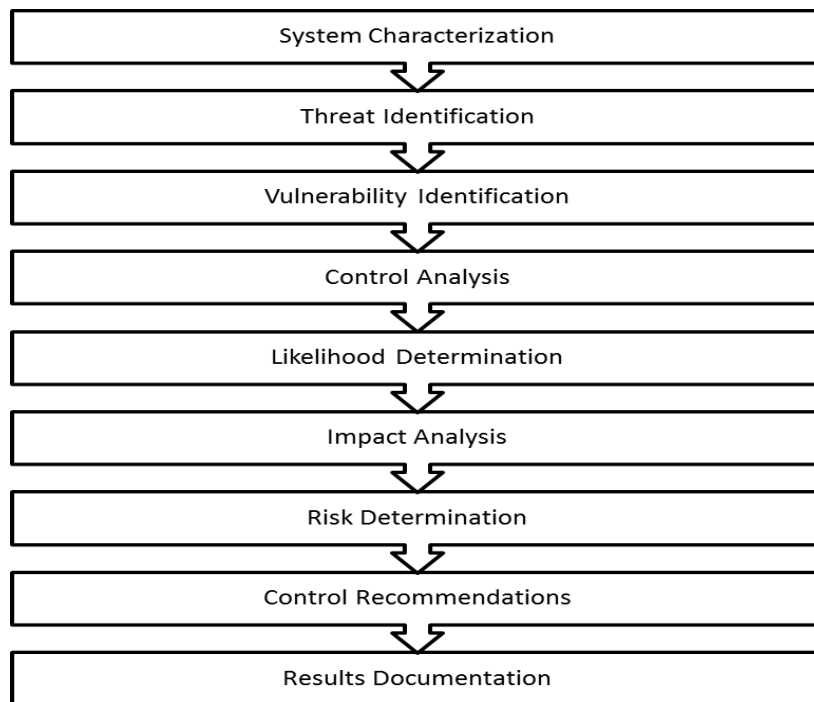 System Characterization
Threat Identification
Vulnerability Identification
Control Analysis
Likelihood Determination
Impact Analysis
Risk Determination
Control Recommendations
Results Documentation